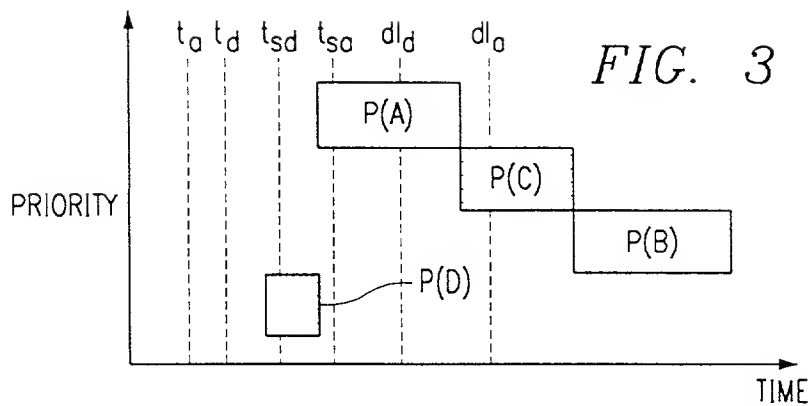 t_a t_d t_sd t_sa dl_d dl_a
FIG. 3
P(A)
P(C)
PRIORITY
P(B)
P(D)
TIME